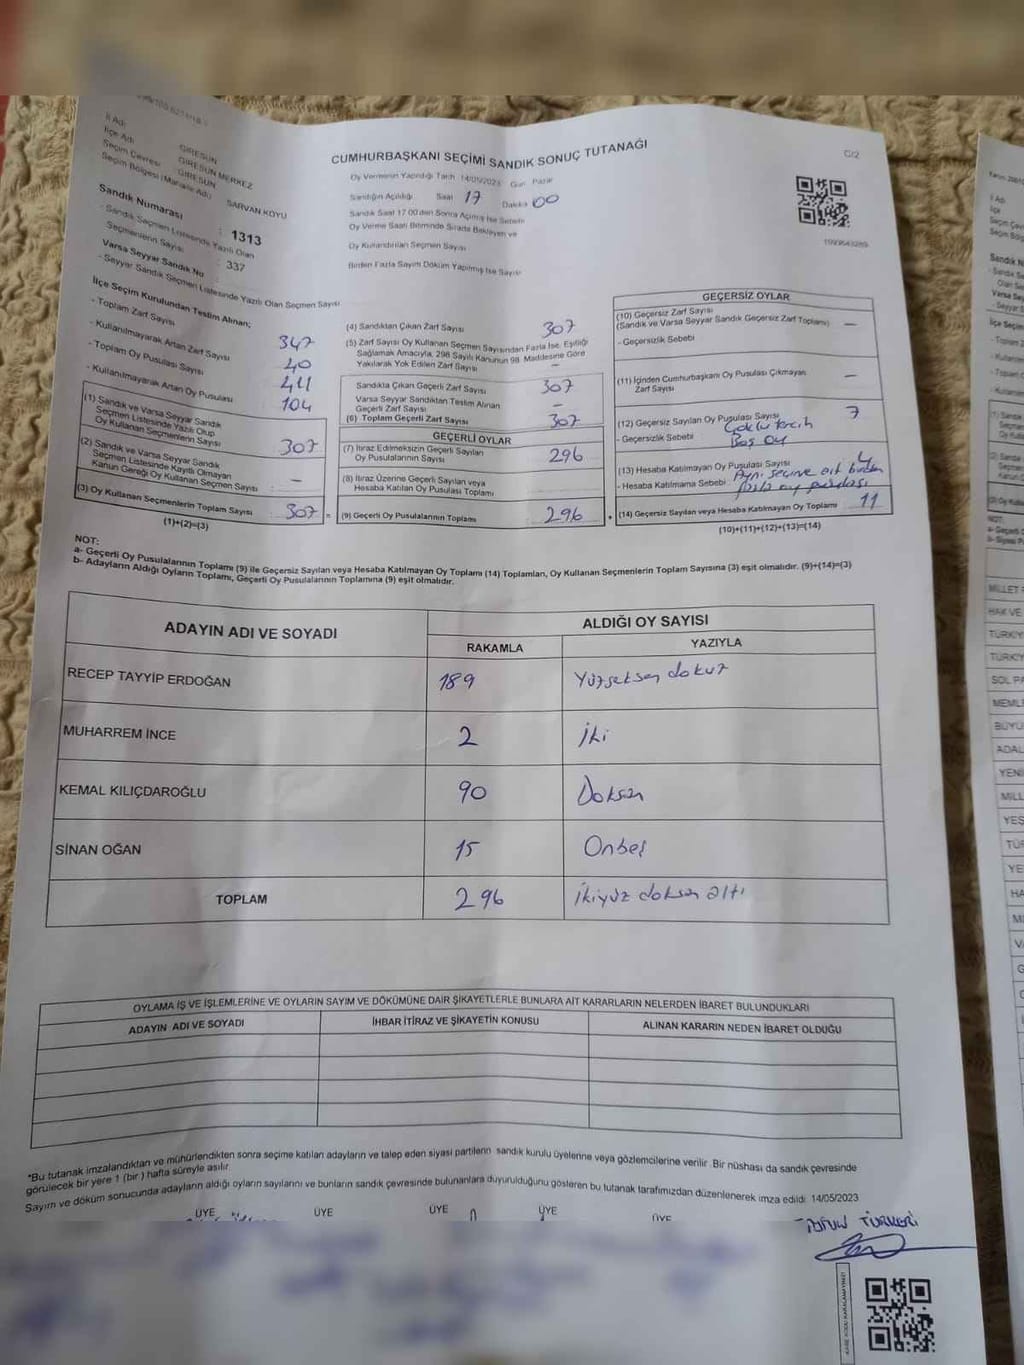 İl Adı : GİRESUN
İlçe Adı : GİRESUN MERKEZ
Seçim Çevresi : GİRESUN
Seçim Bölgesi (Mahalle Adı) : SARVAN KÖYÜ
Sandık Numarası : 1313
- Sandık Seçmen Listesinde Yazılı Olan
Seçmenlerin Sayısı : 337
Varsa Seyyar Sandık No :
- Seyyar Sandık Seçmen Listesinde Yazılı Olan Seçmen Sayısı
CUMHURBAŞKANI SEÇİMİ SANDIK SONUÇ TUTANAĞI
C/2
Oy Vermenin Yapıldığı Tarih 14/05/2023 Gün Pazar
Sandığın Açıldığı Saat 17 Dakika 00
Sandık Saat 17.00'den Sonra Açılmış İse Sebebi
Oy Verme Saati Bitiminde Sırada Bekleyen ve
Oy Kullandırılan Seçmen Sayısı
Birden Fazla Sayım Döküm Yapılmış İse Sayısı
İlçe Seçim Kurulundan Teslim Alınan;
- Toplam Zarf Sayısı 347
- Kullanılmayarak Artan Zarf Sayısı 40
- Toplam Oy Pusulası Sayısı 411
- Kullanılmayarak Artan Oy Pusulası 104
(1) Sandık ve Varsa Seyyar Sandık
Seçmen Listesinde Yazılı Olup
Oy Kullanan Seçmenlerin Sayısı : 307
(2) Sandık ve Varsa Seyyar Sandık
Seçmen Listesinde Kayıtlı Olmayan
Kanun Gereği Oy Kullanan Seçmen Sayısı : —
(3) Oy Kullanan Seçmenlerin Toplam Sayısı : 307
(1)+(2)=(3)
(4) Sandıktan Çıkan Zarf Sayısı 307
(5) Zarf Sayısı Oy Kullanan Seçmen Sayısından Fazla İse, Eşitliği
Sağlamak Amacıyla, 298 Sayılı Kanunun 98. Maddesine Göre
Yakılarak Yok Edilen Zarf Sayısı —
Sandıkta Çıkan Geçerli Zarf Sayısı 307
Varsa Seyyar Sandıktan Teslim Alınan
Geçerli Zarf Sayısı —
(6) Toplam Geçerli Zarf Sayısı 307
GEÇERLİ OYLAR
(7) İtiraz Edilmeksizin Geçerli Sayılan
Oy Pusulalarının Sayısı 296
(8) İtiraz Üzerine Geçerli Sayılan veya
Hesaba Katılan Oy Pusulası Toplamı
= (9) Geçerli Oy Pusulalarının Toplamı 296
GEÇERSİZ OYLAR
(10) Geçersiz Zarf Sayısı
(Sandık ve Varsa Seyyar Sandık Geçersiz Zarf Toplamı) —
- Geçersizlik Sebebi
(11) İçinden Cumhurbaşkanı Oy Pusulası Çıkmayan
Zarf Sayısı —
(12) Geçersiz Sayılan Oy Pusulası Sayısı 7
- Geçersizlik Sebebi : Çoklu tercih
Boş oy
(13) Hesaba Katılmayan Oy Pusulası Sayısı 4
- Hesaba Katılmama Sebebi : Aynı seçime ait birden
fazla oy pusulası
+ (14) Geçersiz Sayılan veya Hesaba Katılmayan Oy Toplamı 11
(10)+(11)+(12)+(13)=(14)
NOT:
a- Geçerli Oy Pusulalarının Toplamı (9) ile Geçersiz Sayılan veya Hesaba Katılmayan Oy Toplamı (14) Toplamları, Oy Kullanan Seçmenlerin Toplam Sayısına (3) eşit olmalıdır. (9)+(14)=(3)
b- Adayların Aldığı Oyların Toplamı, Geçerli Oy Pusulalarının Toplamına (9) eşit olmalıdır.
ADAYIN ADI VE SOYADI
ALDIĞI OY SAYISI
RAKAMLA YAZIYLA
RECEP TAYYİP ERDOĞAN 189 Yüzseksen dokuz
MUHARREM İNCE 2 İki
KEMAL KILIÇDAROĞLU 90 Doksan
SİNAN OĞAN 15 Onbeş
TOPLAM 296 İkiyüz doksan altı
OYLAMA İŞ VE İŞLEMLERİNE VE OYLARIN SAYIM VE DÖKÜMÜNE DAİR ŞİKAYETLERLE BUNLARA AİT KARARLARIN NELERDEN İBARET BULUNDUKLARI
ADAYIN ADI VE SOYADI İHBAR İTİRAZ VE ŞİKAYETİN KONUSU ALINAN KARARIN NEDEN İBARET OLDUĞU
*Bu tutanak imzalandıktan ve mühürlendikten sonra seçime katılan adayların ve talep eden siyasi partilerin sandık kurulu üyelerine veya gözlemcilerine verilir. Bir nüshası da sandık çevresinde
görülecek bir yere 1 (bir) hafta süreyle asılır.
Sayım ve döküm sonucunda adayların aldığı oyların sayılarını ve bunların sandık çevresinde bulunanlara duyurulduğunu gösteren bu tutanak tarafımızdan düzenlenerek imza edildi. 14/05/2023
ÜYE ÜYE ÜYE ÜYE ÜYE
MİLLET
HAK VE
TÜRKİY
TÜRKİY
SOL PA
MEMLE
BÜYÜ
ADAL
YENİ
MİLL
YEŞ